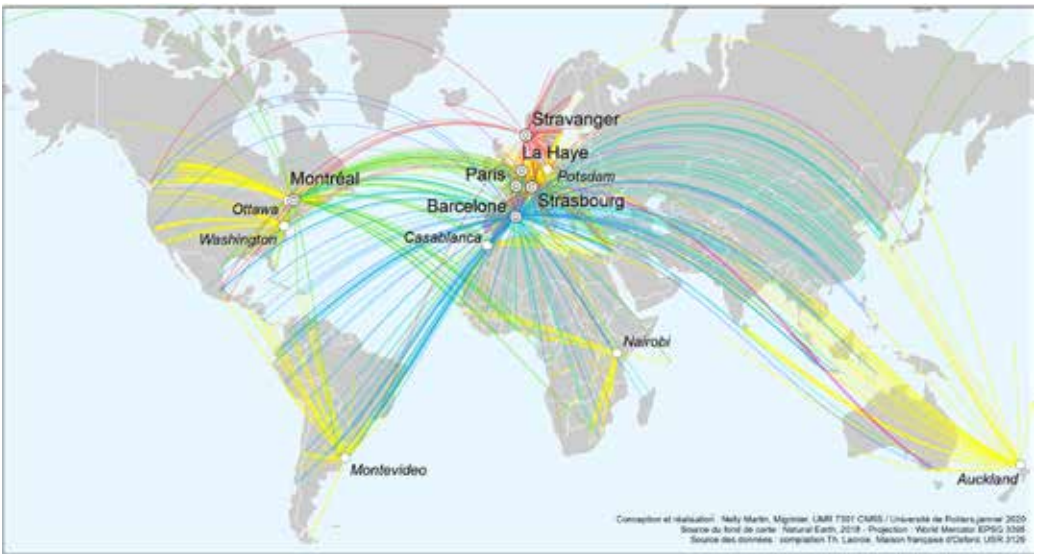 Stravanger
La Haye
Paris
Potsdam
Montréal
Strasbourg
Barcelone
Ottawa
Washington
Casablanca
Nairobi
Montevideo
Auckland
Conception et réalisation : Nelly Martin, Migrinter, UMR 7301 CNRS / Université de Poitiers, janvier 2020
Source du fond de carte : Natural Earth, 2018 - Projection : World Mercator EPSG 3395
Source des données : compilation Th. Lacroix, Maison française d'Oxford, USR 3129